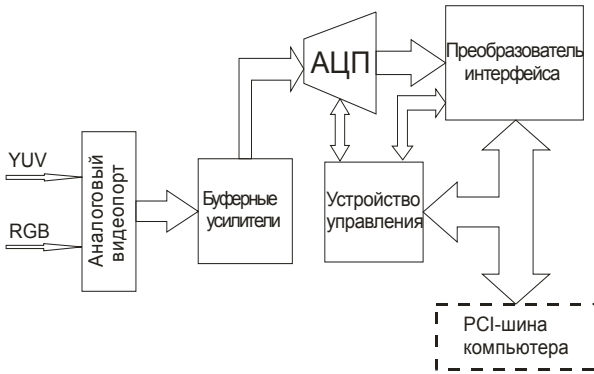 YUV
RGB
Аналоговый
видеопорт
Буферные
усилители
АЦП
Преобразователь
интерфейса
Устройство
управления
PCI-шина
компьютера